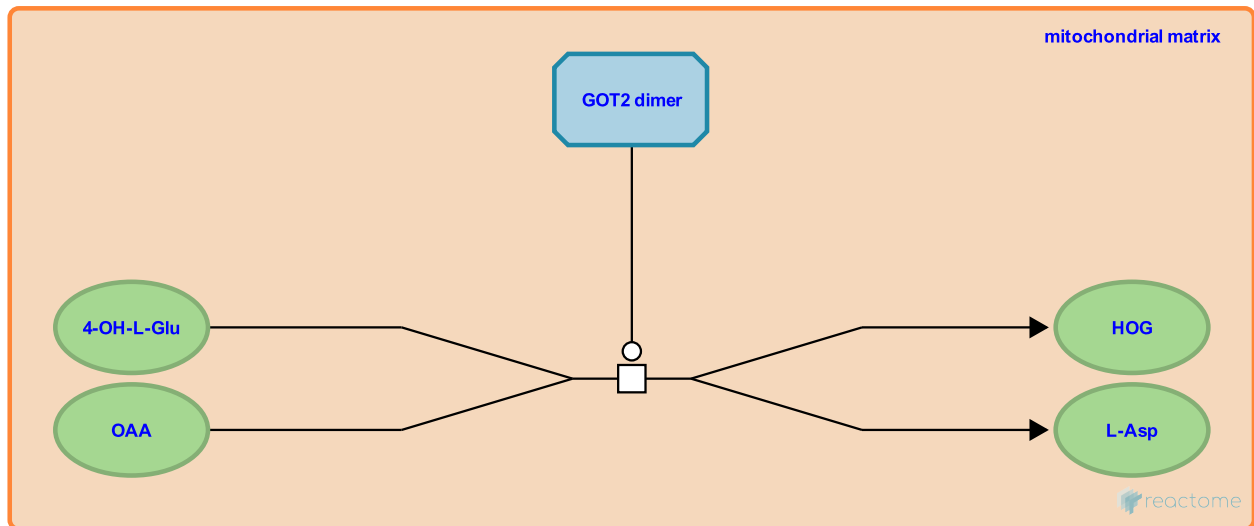 mitochondrial matrix
GOT2 dimer
4-OH-L-Glu
HOG
OAA
L-Asp
reactome